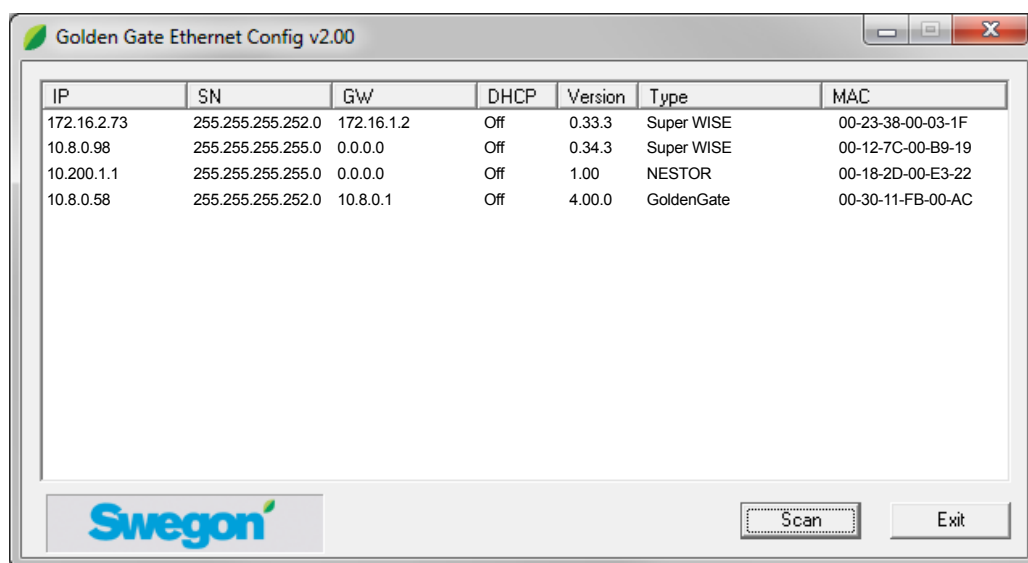 Golden Gate Ethernet Config v2.00
IP SN GW DHCP Version Type MAC
172.16.2.73 255.255.255.252.0 172.16.1.2 Off 0.33.3 Super WISE 00-23-38-00-03-1F
10.8.0.98 255.255.255.255.0 0.0.0.0 Off 0.34.3 Super WISE 00-12-7C-00-B9-19
10.200.1.1 255.255.255.255.0 0.0.0.0 Off 1.00 NESTOR 00-18-2D-00-E3-22
10.8.0.58 255.255.255.252.0 10.8.0.1 Off 4.00.0 GoldenGate 00-30-11-FB-00-AC
Swegon
Scan Exit